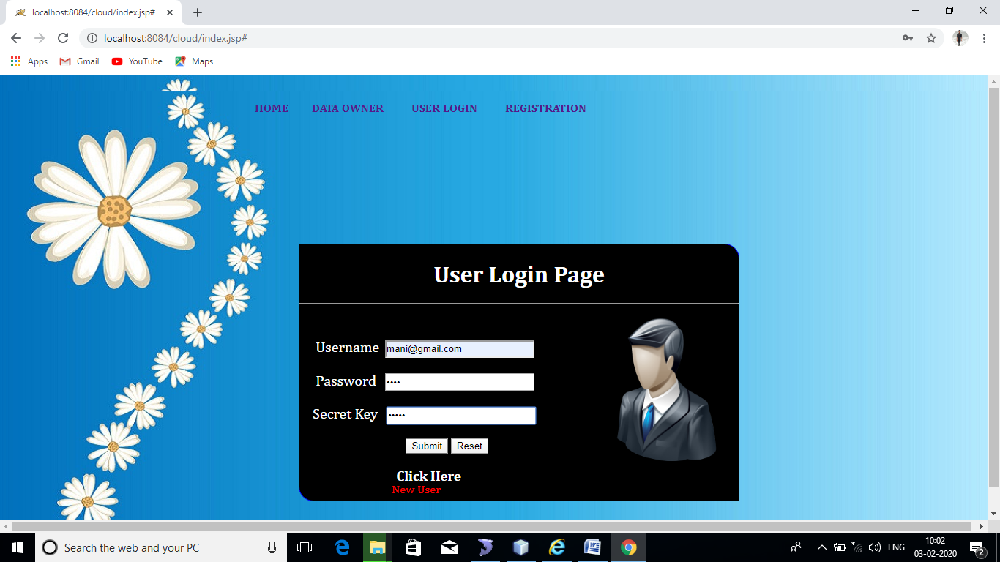 localhost:8084/cloud/index.jsp#
localhost:8084/cloud/index.jsp#
Apps Gmail YouTube Maps
HOME DATA OWNER USER LOGIN REGISTRATION
User Login Page
Username mani@gmail.com
Password ••••
Secret Key •••••
Submit Reset
Click Here
New User
Search the web and your PC
ENG
10:02
03-02-2020
2